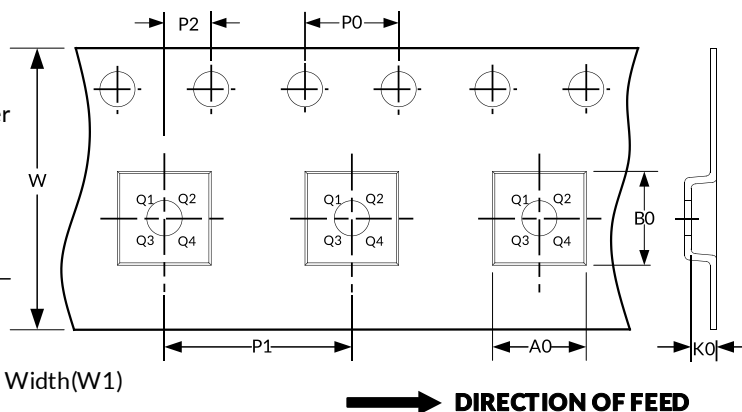 P2
P0
er
W
Q1 Q2
Q3 Q4
Q1 Q2
Q3 Q4
Q1 Q2
Q3 Q4
B0
P1
A0
K0
Width(W1)
DIRECTION OF FEED